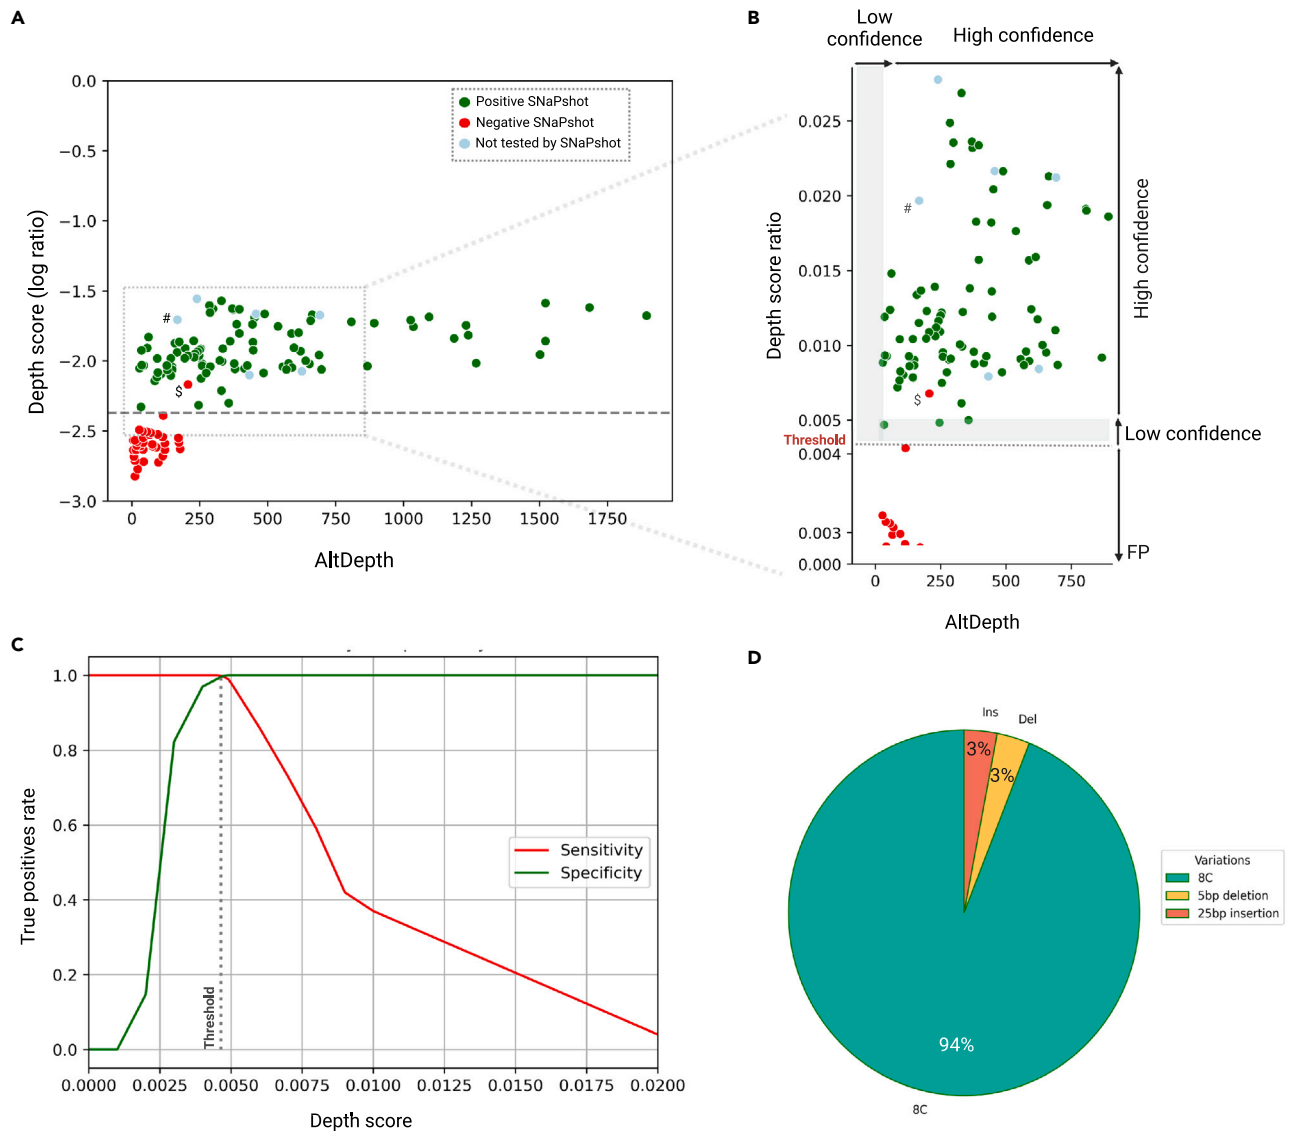 A
0.0
−0.5
−1.0
−1.5
−2.0
−2.5
−3.0
Depth score (log ratio)
Positive SNaPshot
Negative SNaPshot
Not tested by SNaPshot
#
$
0
250
500
750
1000
1250
1500
1750
AltDepth
B
Low
confidence
High confidence
0.025
0.020
0.015
0.010
0.005
Threshold
0.004
0.003
0.000
Depth score ratio
#
$
High confidence
Low confidence
FP
0
250
500
750
AltDepth
C
1.0
0.8
0.6
0.4
0.2
0.0
True positives rate
Sensitivity
Specificity
Threshold
0.0000
0.0025
0.0050
0.0075
0.0100
0.0125
0.0150
0.0175
0.0200
Depth score
D
Ins
Del
3%
3%
94%
8C
Variations
8C
5bp deletion
25bp insertion